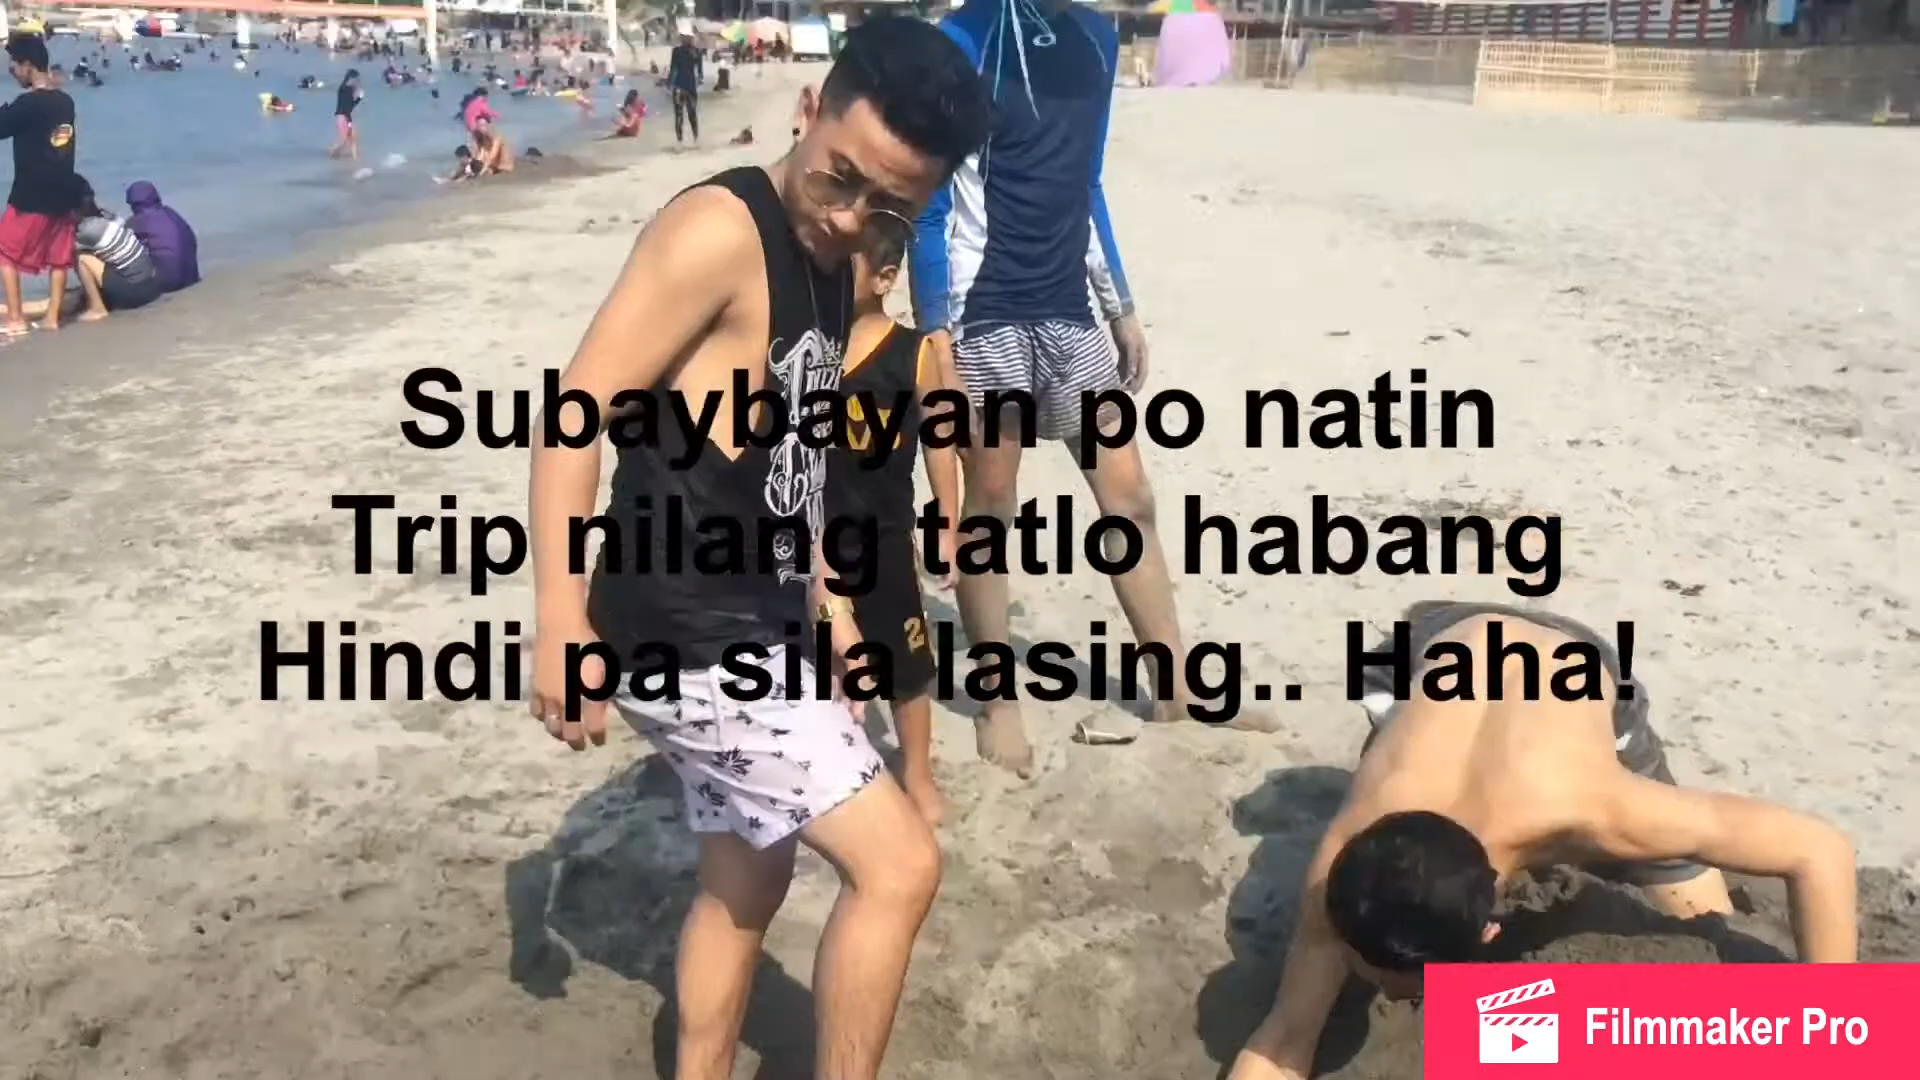 Subaybayan po natin
Trip nilang tatlo habang
Hindi pa sila lasing.. Haha!
Filmmaker Pro